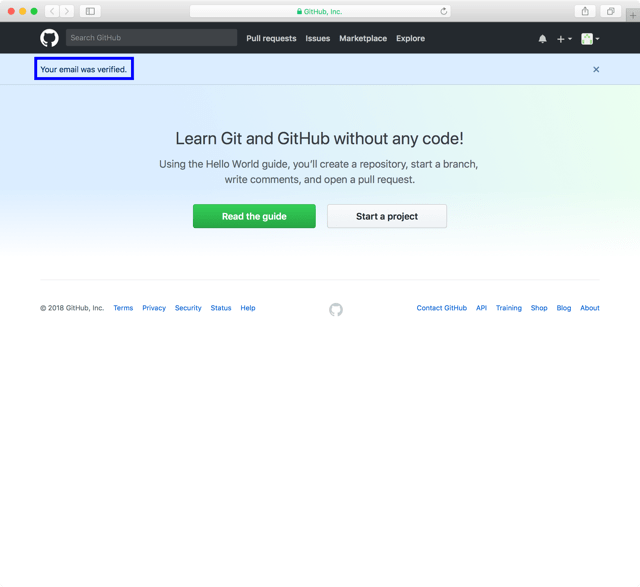 GitHub, Inc.
Search GitHub
Pull requests Issues Marketplace Explore
Your email was verified.
Learn Git and GitHub without any code!
Using the Hello World guide, you’ll create a repository, start a branch,
write comments, and open a pull request.
Read the guide Start a project
© 2018 GitHub, Inc. Terms Privacy Security Status Help Contact GitHub API Training Shop Blog About